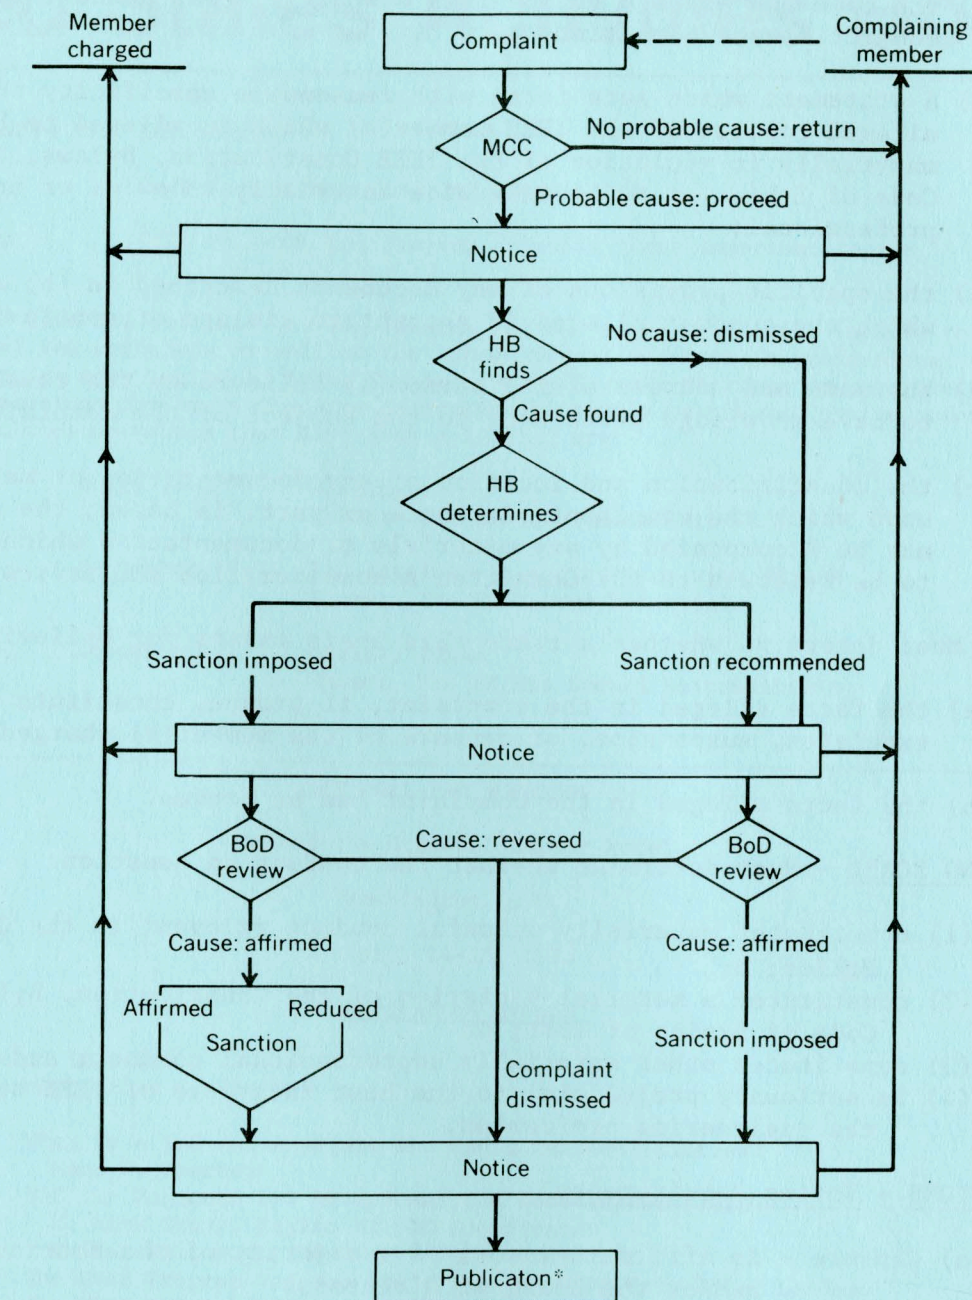 Member
charged
Complaint
Complaining
member
MCC
No probable cause: return
Probable cause: proceed
Notice
HB
finds
No cause: dismissed
Cause found
HB
determines
Sanction imposed
Sanction recommended
Notice
BoD
review
Cause: reversed
BoD
review
Cause: affirmed
Cause: affirmed
Affirmed
Reduced
Sanction
Sanction imposed
Complaint
dismissed
Notice
Publicaton*